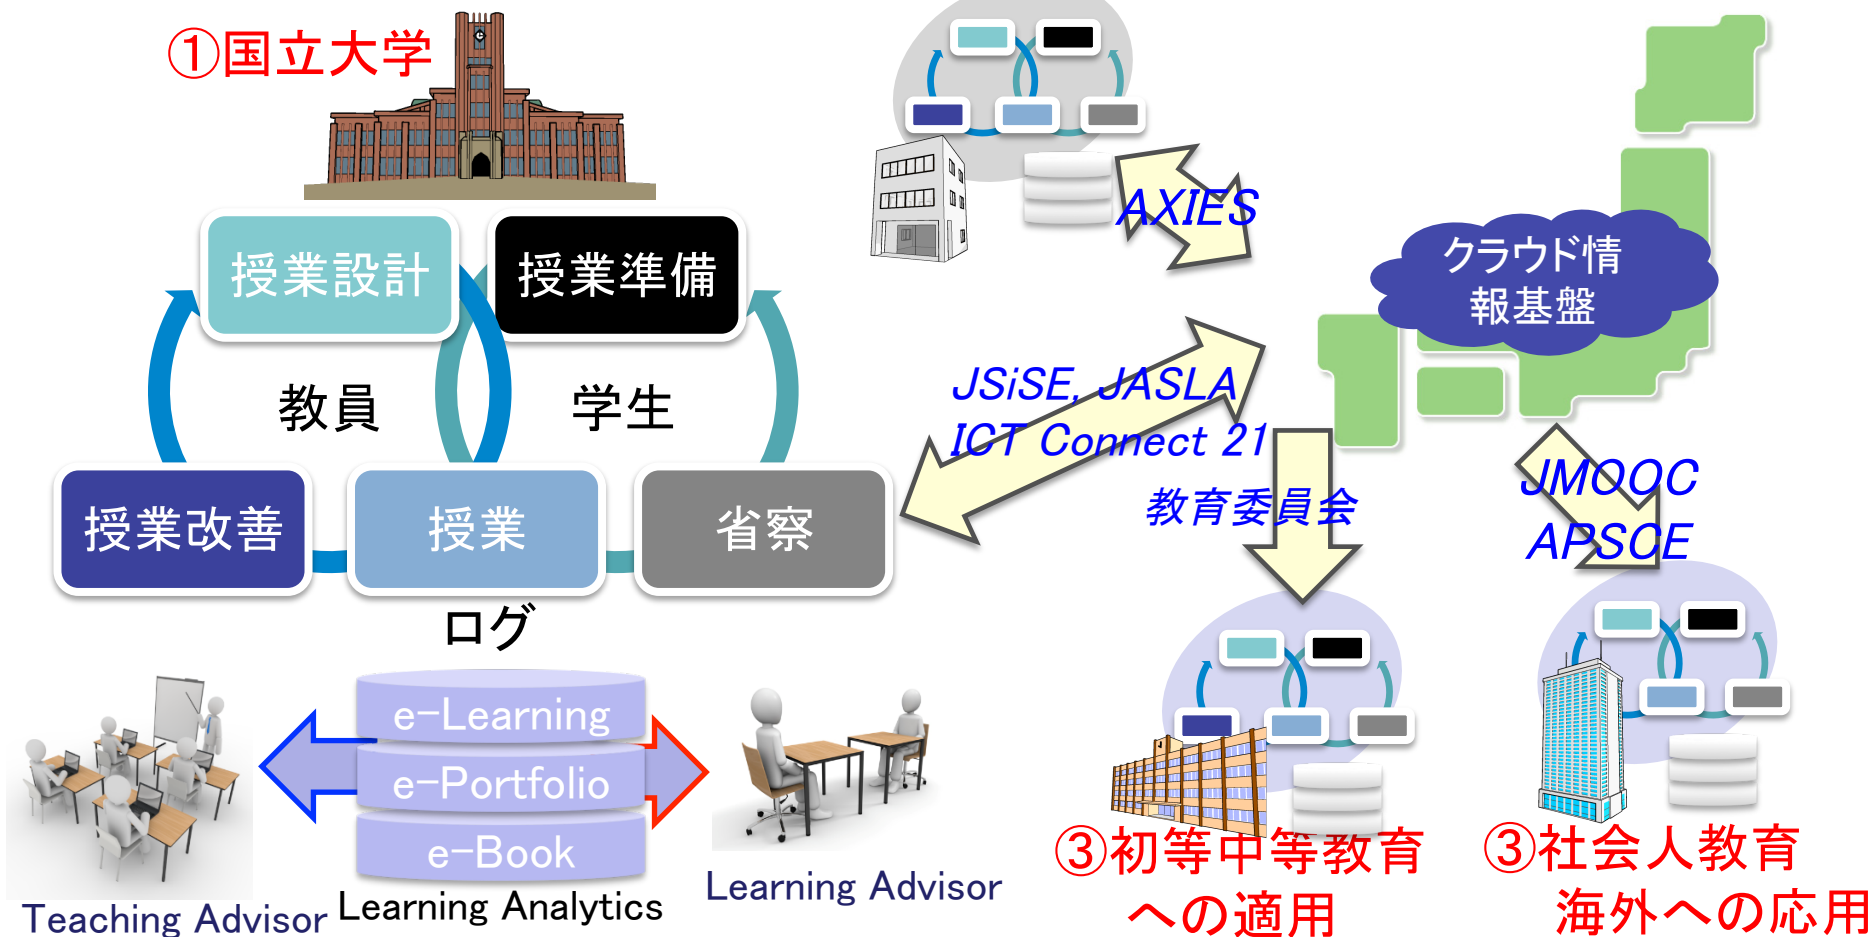 ①国立大学
授業設計
授業準備
教員
学生
授業改善
授業
省察
ログ
e-Learning
e-Portfolio
e-Book
Teaching Advisor
Learning Analytics
Learning Advisor
AXIES
クラウド情
報基盤
JSiSE, JASLA
ICT Connect 21
教育委員会
JMOOC
APSCE
③初等中等教育
への適用
③社会人教育
海外への応用